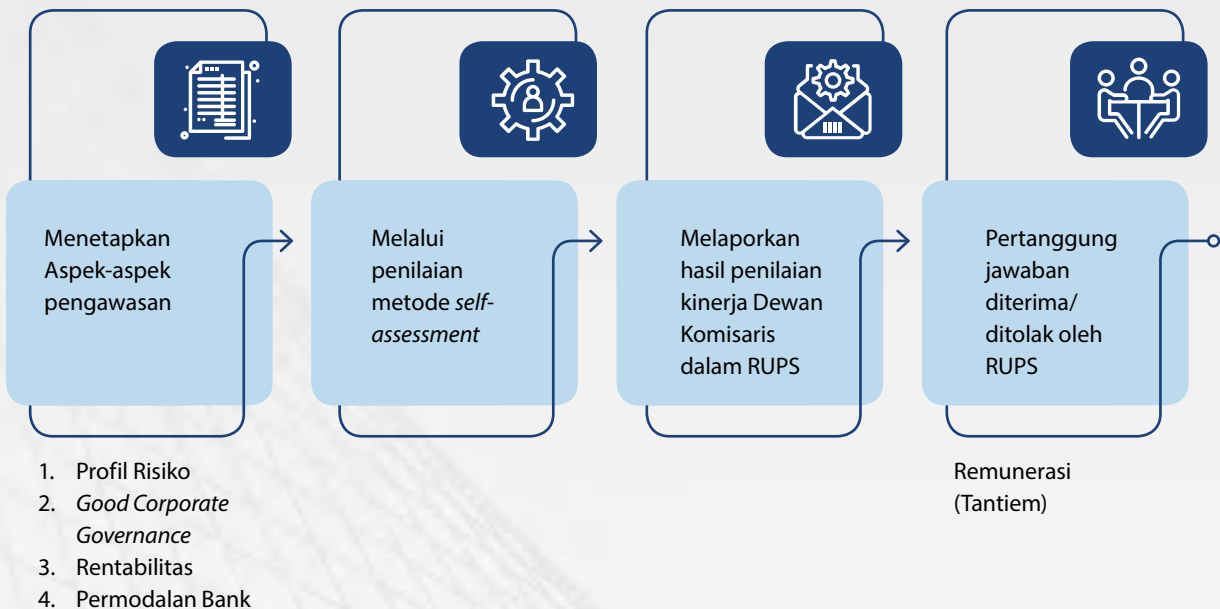 Menetapkan
Aspek-aspek
pengawasan
Melalui
penilaian
metode self-
assessment
Melaporkan
hasil penilaian
kinerja Dewan
Komisaris
dalam RUPS
Pertanggung
jawaban
diterima/
ditolak oleh
RUPS
1. Profil Risiko
2. Good Corporate
Governance
3. Rentabilitas
4. Permodalan Bank
Remunerasi
(Tantiem)